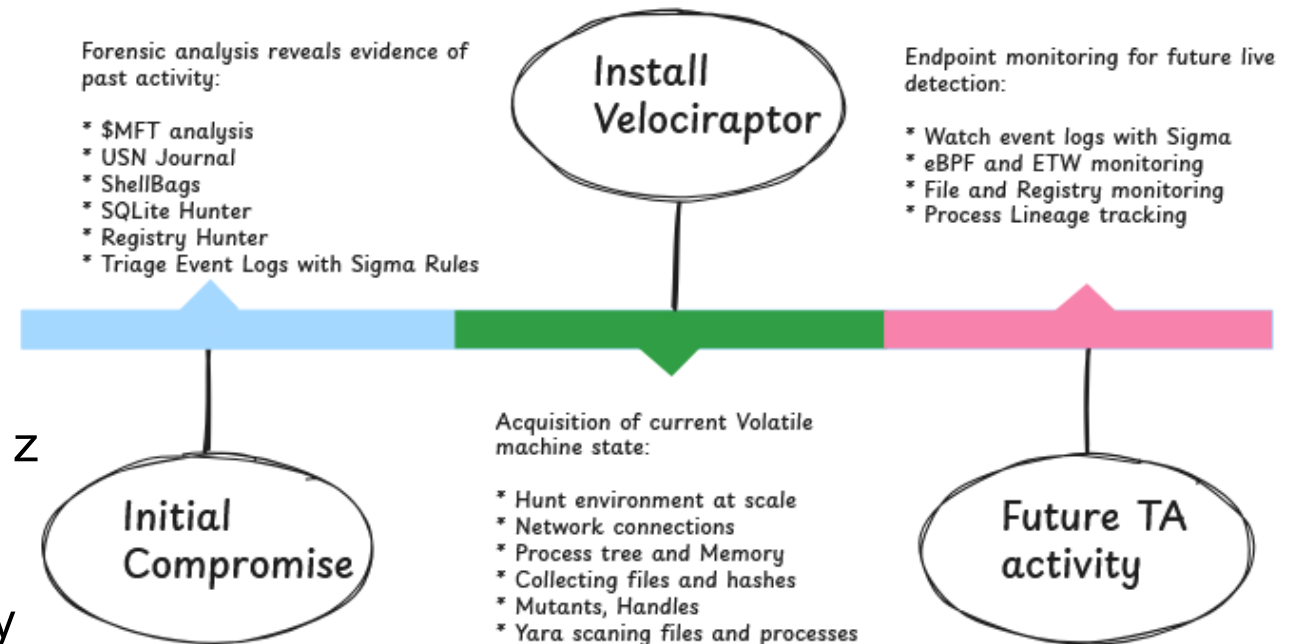 Forensic analysis reveals evidence of
past activity:
* $MFT analysis
* USN Journal
* ShellBags
* SQLite Hunter
* Registry Hunter
* Triage Event Logs with Sigma Rules
Install
Velociraptor
Endpoint monitoring for future live
detection:
* Watch event logs with Sigma
* eBPF and ETW monitoring
* File and Registry monitoring
* Process Lineage tracking
z
Initial
Compromise
y
Acquisition of current Volatile
machine state:
* Hunt environment at scale
* Network connections
* Process tree and Memory
* Collecting files and hashes
* Mutants, Handles
* Yara scaning files and processes
Future TA
activity